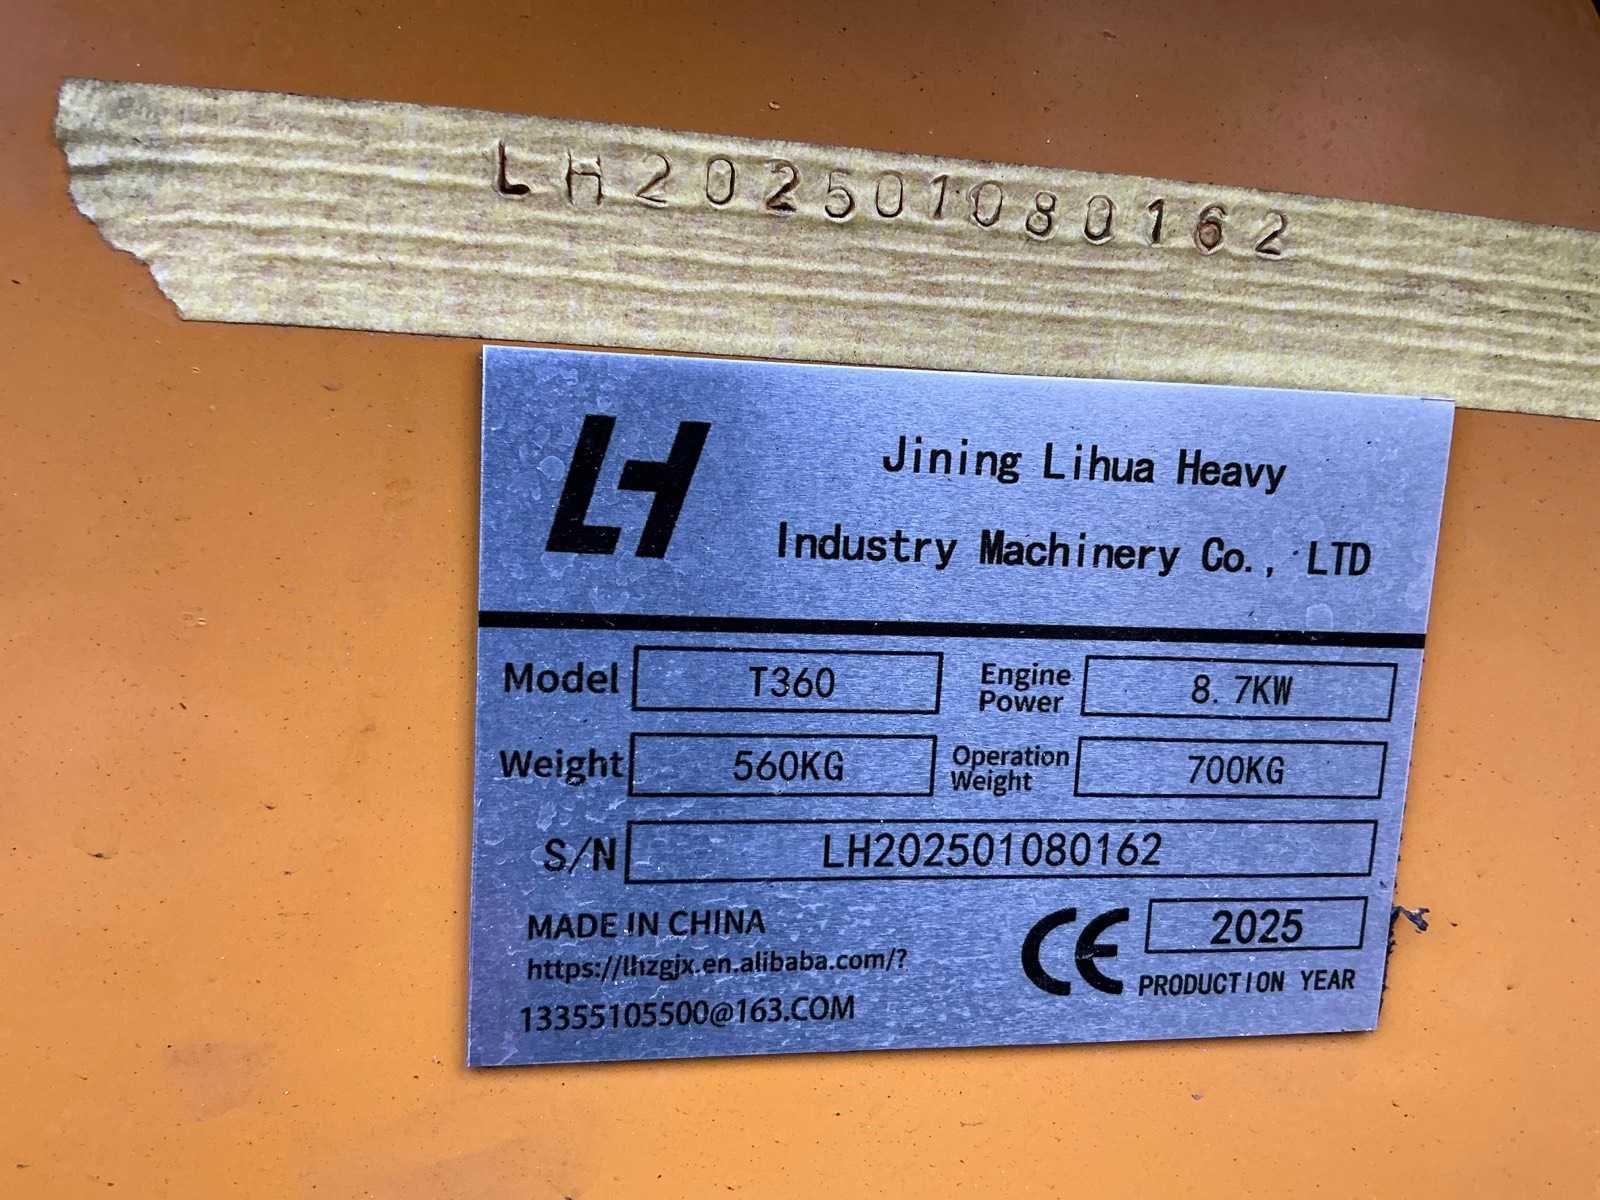 LH202501080162
LH
Jining Lihua Heavy
Industry Machinery Co., LTD
Model T360 Engine Power 8.7KW
Weight 560KG Operation Weight 700KG
S/N LH202501080162
MADE IN CHINA
https://lhzgjx.en.alibaba.com/?
13355105500@163.COM
CE 2025
PRODUCTION YEAR